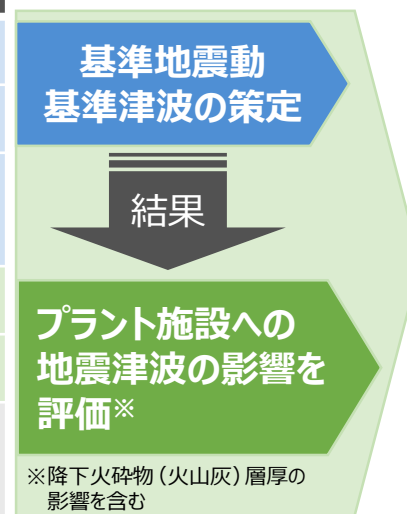 基準地震動
基準津波の策定
結果
プラント施設への
地震津波の影響を
評価※
※降下火砕物（火山灰）層厚の
影響を含む